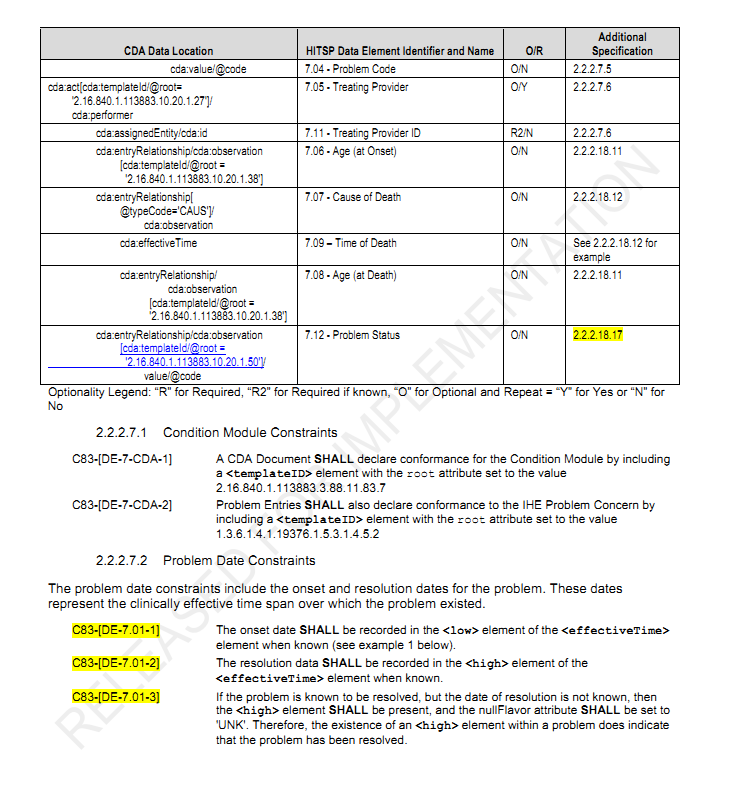 CDA Data Location HITSP Data Element Identifier and Name O/R Additional Specification
cda:value/@code 7.04 - Problem Code O/N 2.2.2.7.5
cda:act[cda:templateId/@root= 7.05 - Treating Provider O/Y 2.2.2.7.6
'2.16.840.1.113883.10.20.1.27']/
cda:performer
cda:assignedEntity/cda:id 7.11 - Treating Provider ID R2/N 2.2.2.7.6
cda:entryRelationship/cda:observation 7.06 - Age (at Onset) O/N 2.2.2.18.11
[cda:templateId/@root =
'2.16.840.1.113883.10.20.1.38']
cda:entryRelationship[ 7.07 - Cause of Death O/N 2.2.2.18.12
@typeCode='CAUS']/
cda:observation
cda:effectiveTime 7.09 – Time of Death O/N See 2.2.2.18.12 for
example
cda:entryRelationship/ 7.08 - Age (at Death) O/N 2.2.2.18.11
cda:observation
[cda:templateId/@root =
'2.16.840.1.113883.10.20.1.38']
cda:entryRelationship/cda:observation 7.12 - Problem Status O/N 2.2.2.18.17
[cda:templateId/@root =
'2.16.840.1.113883.10.20.1.50']/
value/@code
Optionality Legend: “R” for Required, “R2” for Required if known, “O” for Optional and Repeat = “Y” for Yes or “N” for
No
2.2.2.7.1 Condition Module Constraints
C83-[DE-7-CDA-1] A CDA Document SHALL declare conformance for the Condition Module by including
a <templateID> element with the root attribute set to the value
2.16.840.1.113883.3.88.11.83.7
C83-[DE-7-CDA-2] Problem Entries SHALL also declare conformance to the IHE Problem Concern by
including a <templateID> element with the root attribute set to the value
1.3.6.1.4.1.19376.1.5.3.1.4.5.2
2.2.2.7.2 Problem Date Constraints
The problem date constraints include the onset and resolution dates for the problem. These dates
represent the clinically effective time span over which the problem existed.
C83-[DE-7.01-1] The onset date SHALL be recorded in the <low> element of the <effectiveTime>
element when known (see example 1 below).
C83-[DE-7.01-2] The resolution data SHALL be recorded in the <high> element of the
<effectiveTime> element when known.
C83-[DE-7.01-3] If the problem is known to be resolved, but the date of resolution is not known, then
the <high> element SHALL be present, and the nullFlavor attribute SHALL be set to
'UNK'. Therefore, the existence of an <high> element within a problem does indicate
that the problem has been resolved.
RELEASED FOR IMPLEMENTATION